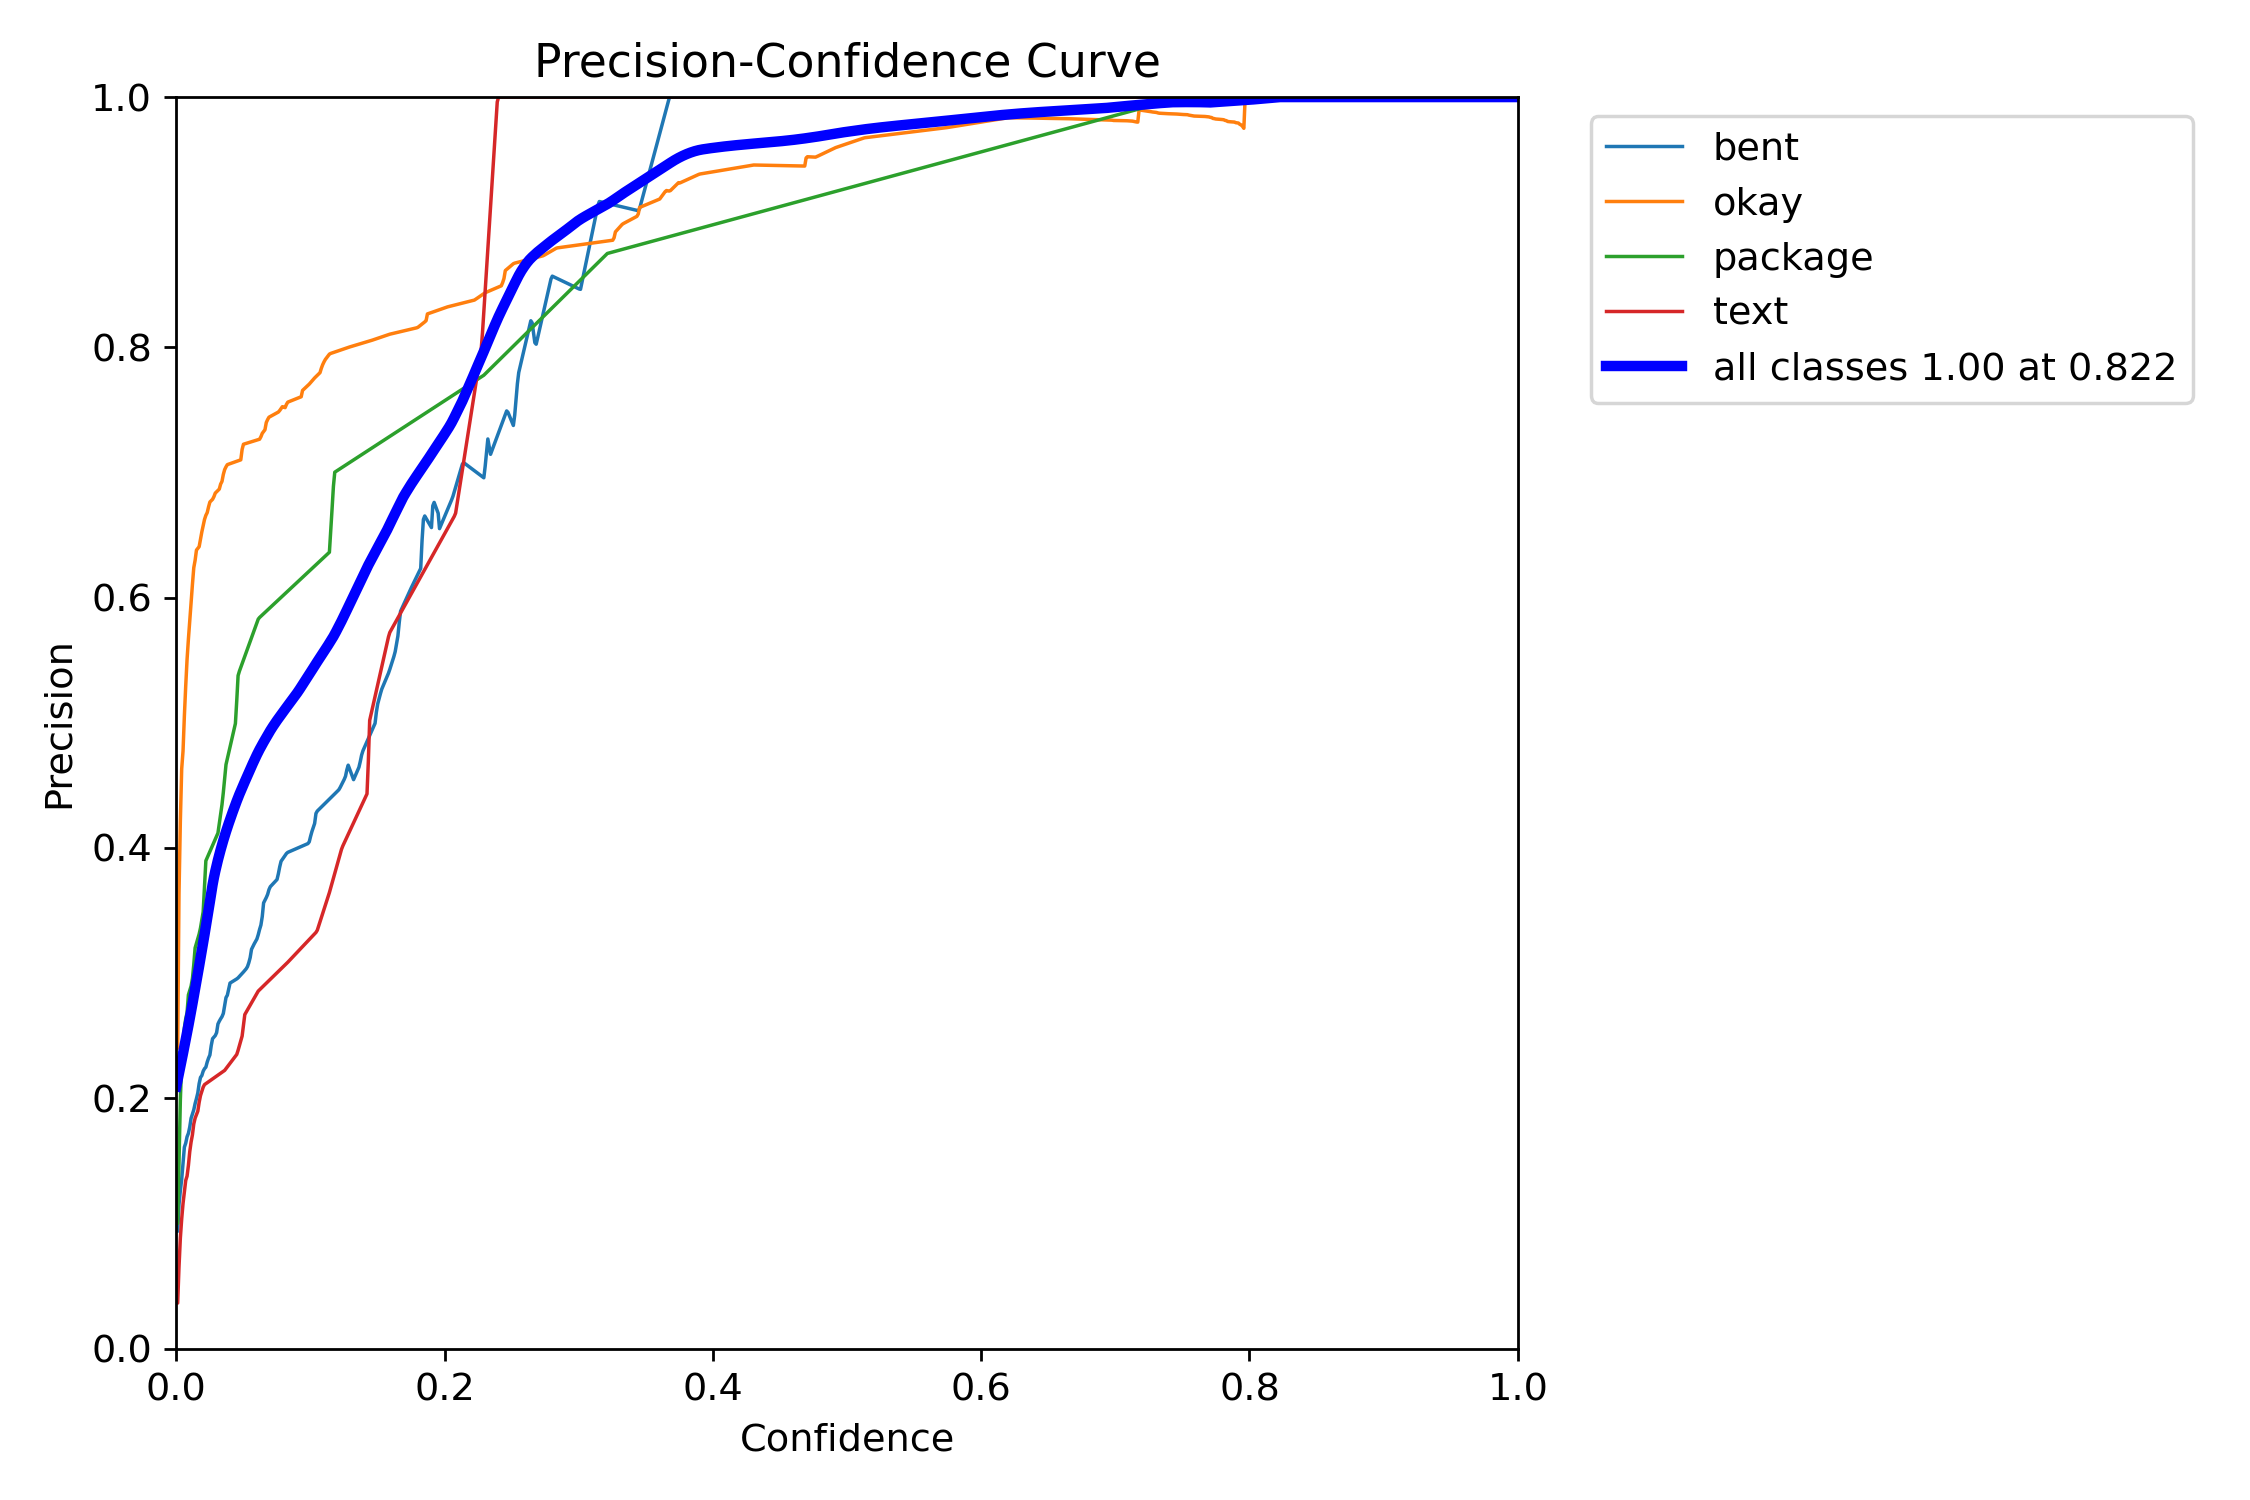 Precision-Confidence Curve
1.0
0.8
0.6
0.4
0.2
0.0
Precision
0.0 0.2 0.4 0.6 0.8 1.0
Confidence
bent
okay
package
text
all classes 1.00 at 0.822